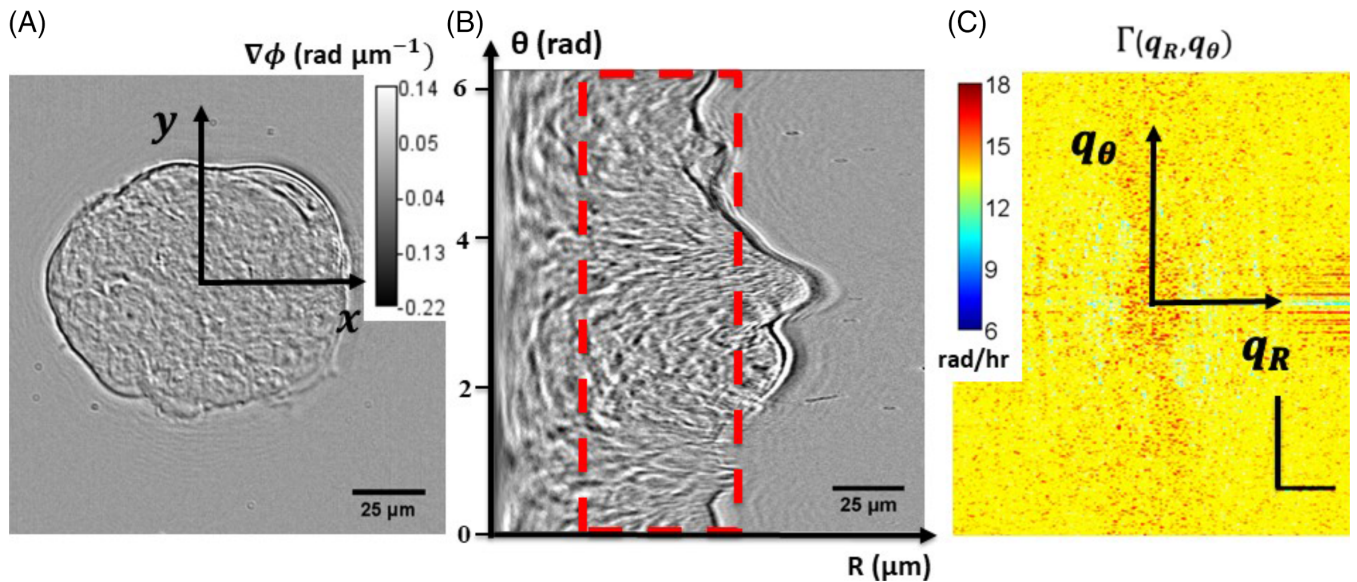 (A)
∇ϕ (rad μm⁻¹)
0.14
0.05
-0.04
-0.13
-0.22
y
x
25 μm
(B)
θ (rad)
6
4
2
0
25 μm
R (μm)
(C)
Γ(q_R,q_θ)
18
15
12
9
6
rad/hr
q_θ
q_R